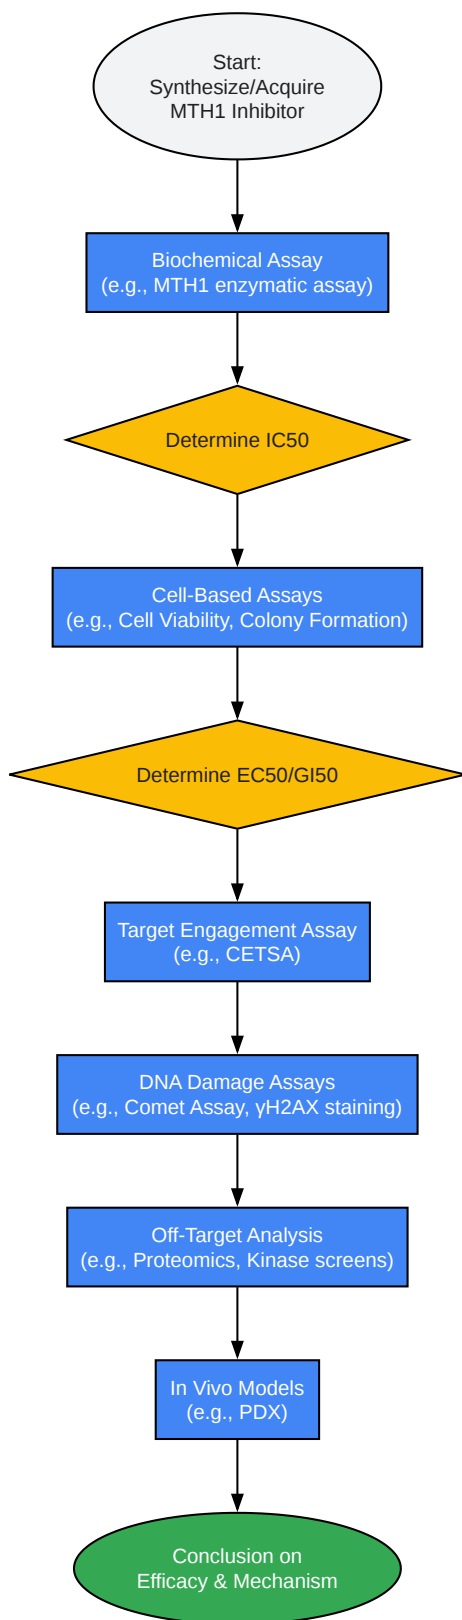 Start:
Synthesize/Acquire
MTH1 Inhibitor
Biochemical Assay
(e.g., MTH1 enzymatic assay)
Determine IC50
Cell-Based Assays
(e.g., Cell Viability, Colony Formation)
Determine EC50/GI50
Target Engagement Assay
(e.g., CETSA)
DNA Damage Assays
(e.g., Comet Assay, γH2AX staining)
Off-Target Analysis
(e.g., Proteomics, Kinase screens)
In Vivo Models
(e.g., PDX)
Conclusion on
Efficacy & Mechanism